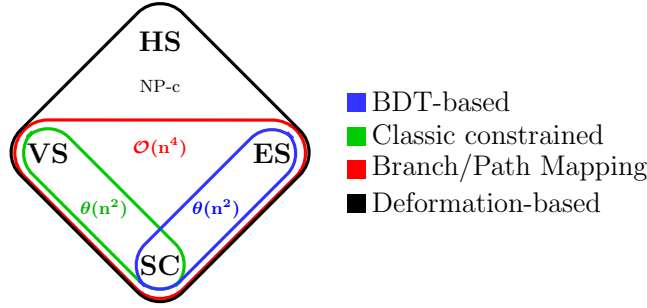 HS
NP-c
VS
𝒪(n⁴)
ES
θ(n²)
θ(n²)
SC
BDT-based
Classic constrained
Branch/Path Mapping
Deformation-based